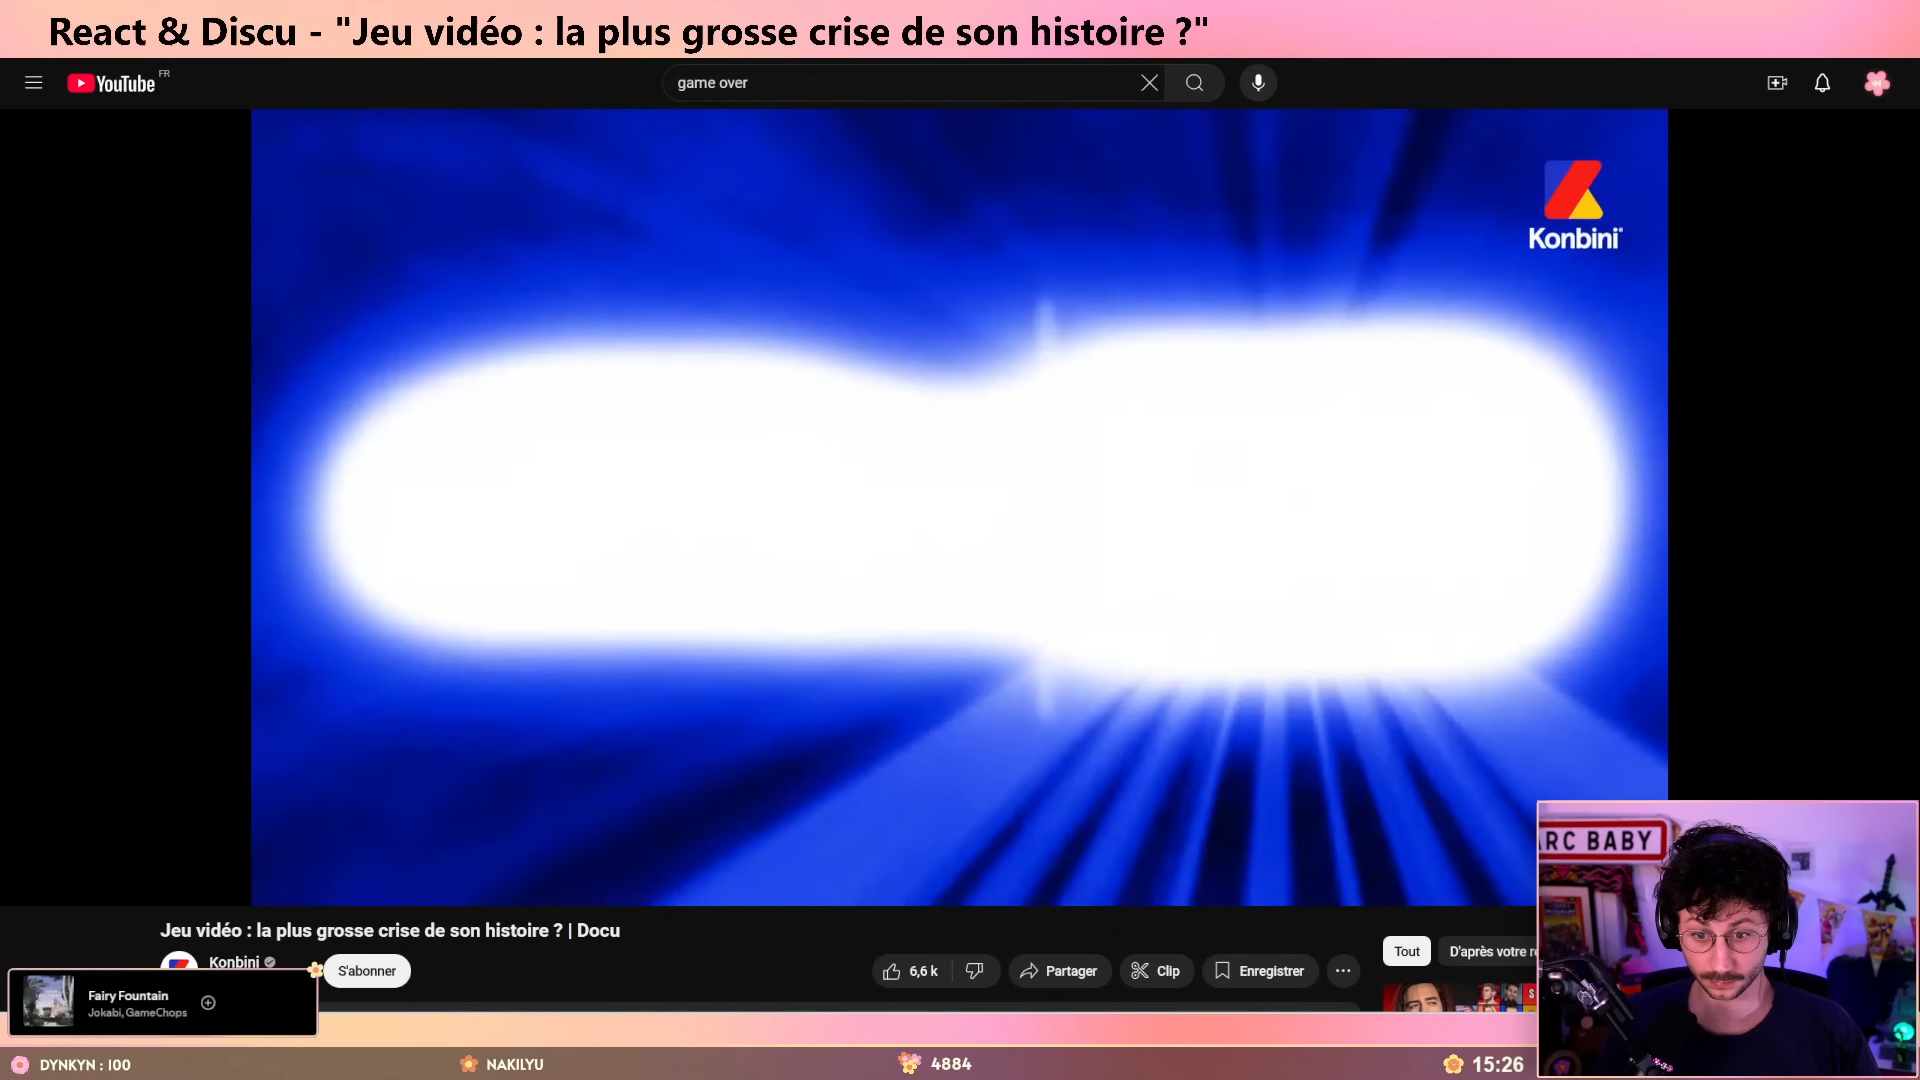 React & Discu - "Jeu vidéo : la plus grosse crise de son histoire ?"
YouTube FR
game over
Konbini
Jeu vidéo : la plus grosse crise de son histoire ? | Docu
Konbini
S'abonner
6,6 k
Partager
Clip
Enregistrer
Tout
D'après votre
Fairy Fountain
Jokabi, GameChops
ARC BABY
DYNKYN : 100
NAKILYU
4884
15:26